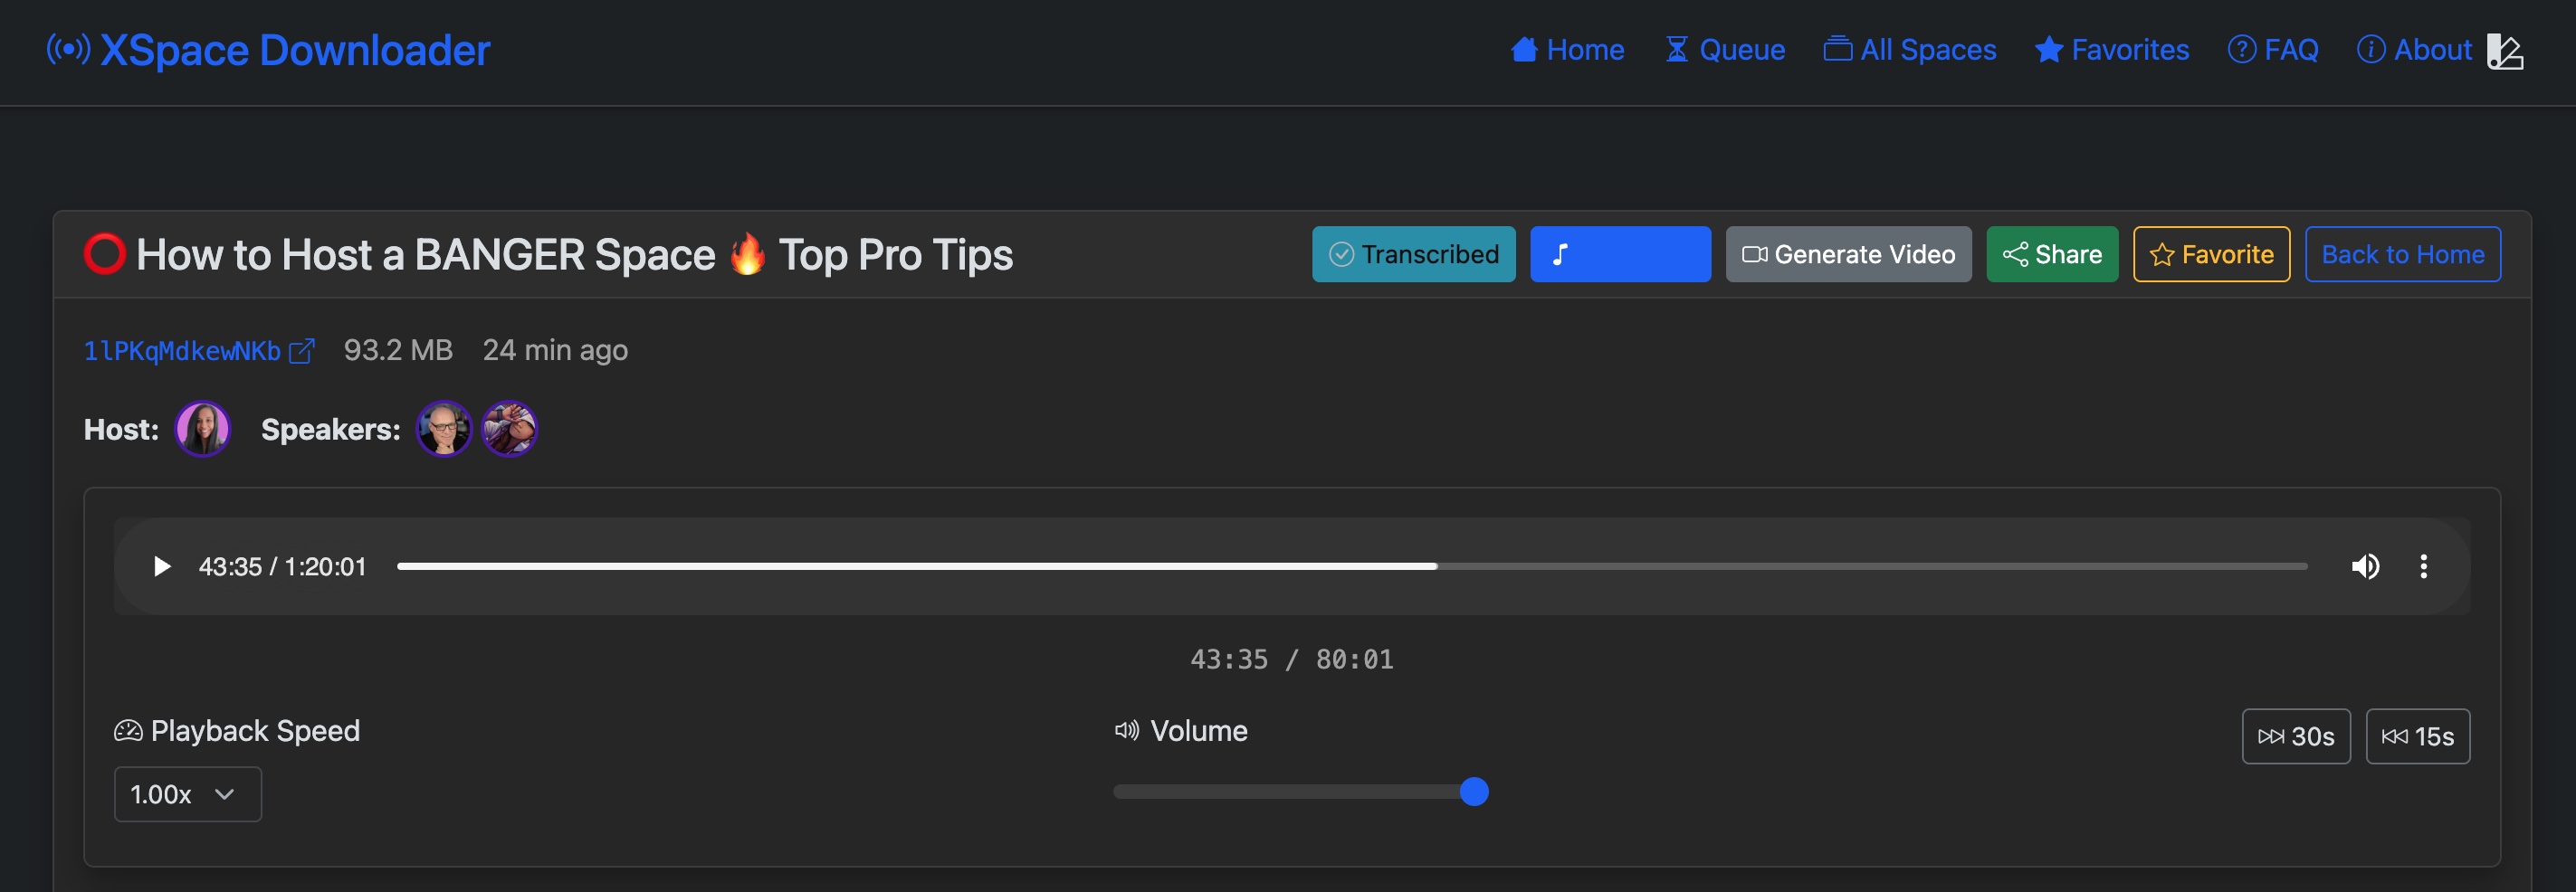 XSpace Downloader
Home Queue All Spaces Favorites FAQ About
⭕ How to Host a BANGER Space 🔥 Top Pro Tips
Transcribed Generate Video Share Favorite Back to Home
1lPKqMdkewNKb 93.2 MB 24 min ago
Host: Speakers:
43:35 / 1:20:01
43:35 / 80:01
Playback Speed Volume 30s 15s
1.00x